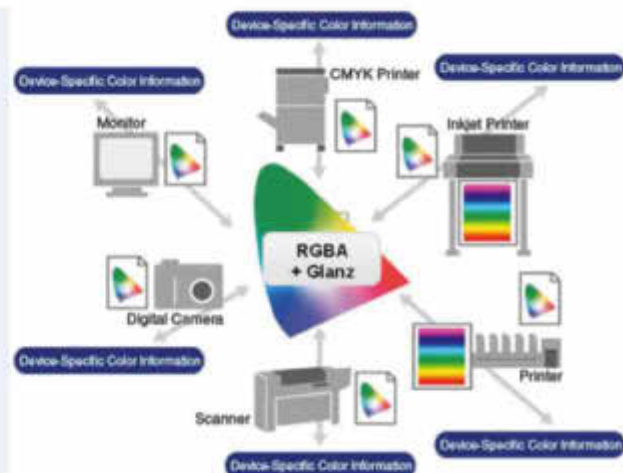 Device-Specific Color Information
CMYK Printer
Device-Specific Color Information
Device-Specific Color Information
Monitor
Inkjet Printer
RGBA
+ Glanz
Digital Camera
Device-Specific Color Information
Printer
Scanner
Device-Specific Color Information
Device-Specific Color Information